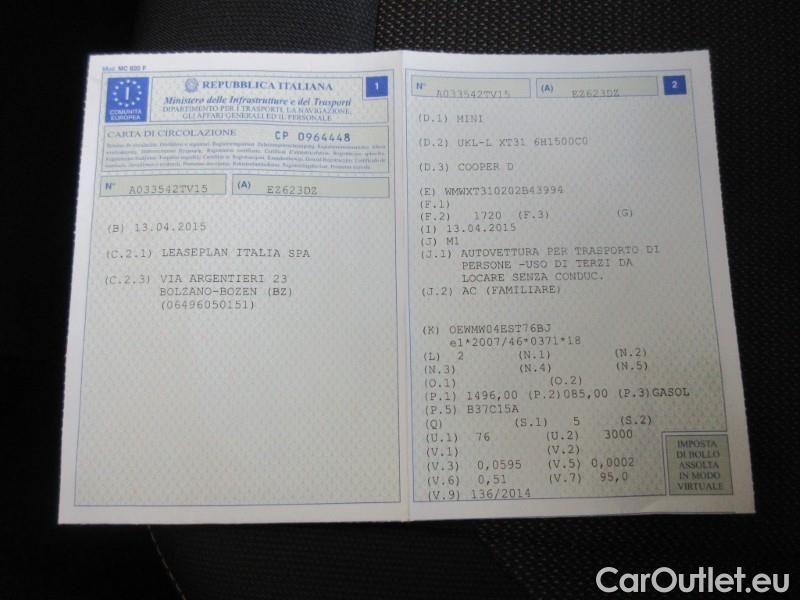 Mod. MC 820 F
I
COMUNITÀ
EUROPEA
REPUBBLICA ITALIANA
1
Ministero delle Infrastrutture e dei Trasporti
DIPARTIMENTO PER I TRASPORTI, LA NAVIGAZIONE,
GLI AFFARI GENERALI ED IL PERSONALE
CARTA DI CIRCOLAZIONE CP 0964448
N° A033542TV15 (A) EZ623DZ
(B) 13.04.2015
(C.2.1) LEASEPLAN ITALIA SPA
(C.2.3) VIA ARGENTIERI 23
BOLZANO-BOZEN (BZ)
(06496050151)
N° A033542TV15 (A) EZ623DZ 2
(D.1) MINI
(D.2) UKL-L XT31 6H1500C0
(D.3) COOPER D
(E) WMWXT310202B43994
(F.1)
(F.2) 1720 (F.3) (G)
(I) 13.04.2015
(J) M1
(J.1) AUTOVETTURA PER TRASPORTO DI
PERSONE -USO DI TERZI DA
LOCARE SENZA CONDUC.
(J.2) AC (FAMILIARE)
(K) OEWMW04EST76BJ
e1*2007/46*0371*18
(L) 2 (N.1) (N.2)
(N.3) (N.4) (N.5)
(O.1) (O.2)
(P.1) 1496,00 (P.2)085,00 (P.3)GASOL
(P.5) B37C15A
(Q) (S.1) 5 (S.2)
(U.1) 76 (U.2) 3000
(V.1) (V.2)
(V.3) 0,0595 (V.5) 0,0002
(V.6) 0,51 (V.7) 95,0
(V.9) 136/2014
IMPOSTA
DI BOLLO
ASSOLTA
IN MODO
VIRTUALE
CarOutlet.eu